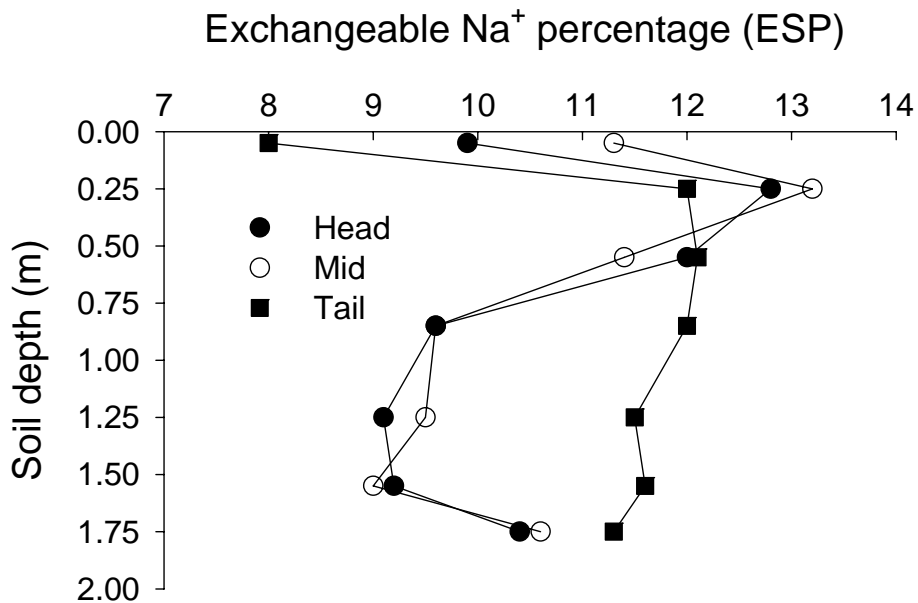 Exchangeable Na+ percentage (ESP)
7 8 9 10 11 12 13 14
0.00
0.25
0.50
0.75
1.00
1.25
1.50
1.75
2.00
Soil depth (m)
Head
Mid
Tail